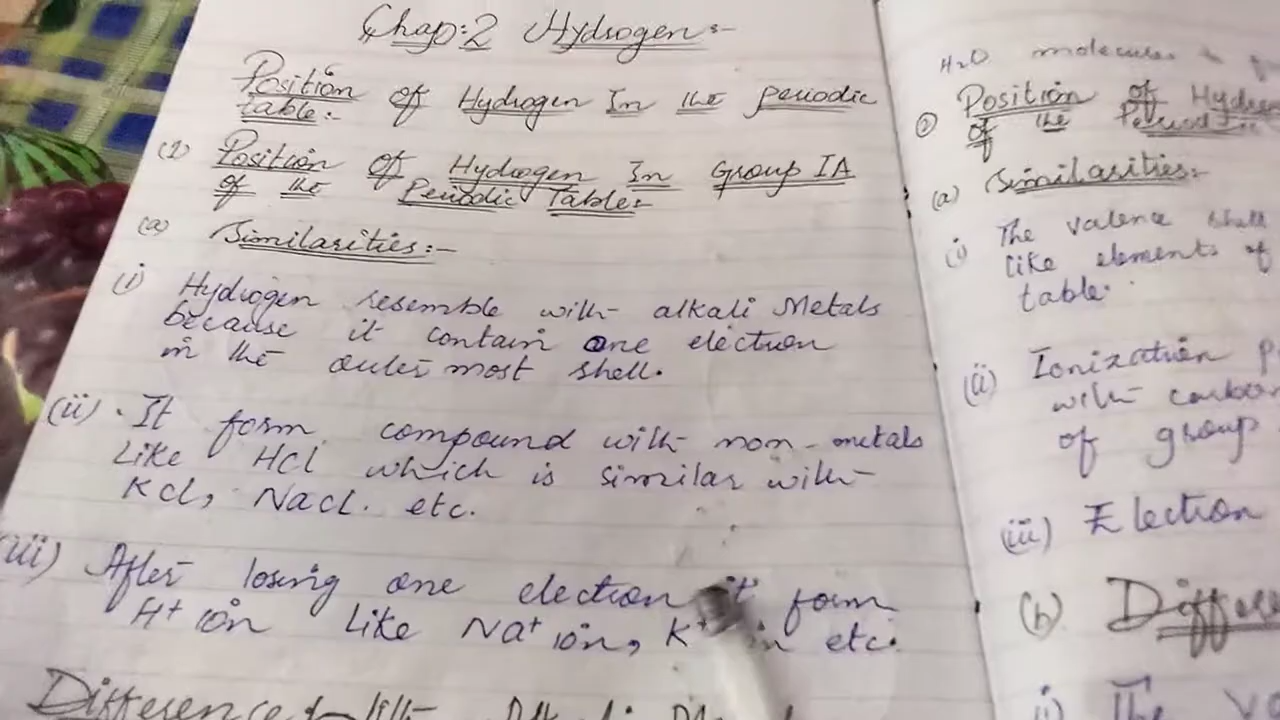 Chap:2 Hydrogen:-
Position of Hydrogen In the periodic
table:-
(1) Position of Hydrogen In Group IA
of the Periodic Table:-
(a) Similarities:-
(i) Hydrogen resemble with alkali Metals
because it contain one electron
in the outer most shell.
(ii) . It form compound with non-metals
Like HCl which is similar with
KCl, NaCl. etc.
(iii) After losing one electron it form
H+ ion Like Na+ ion, K+ etc.
Difference
H2O molecules
(2) Position of
of the
(a) Similarities:-
(i) The valence shell
like elements of
table.
(ii) Ionization
with
of group
(iii) Electron
(b)
The